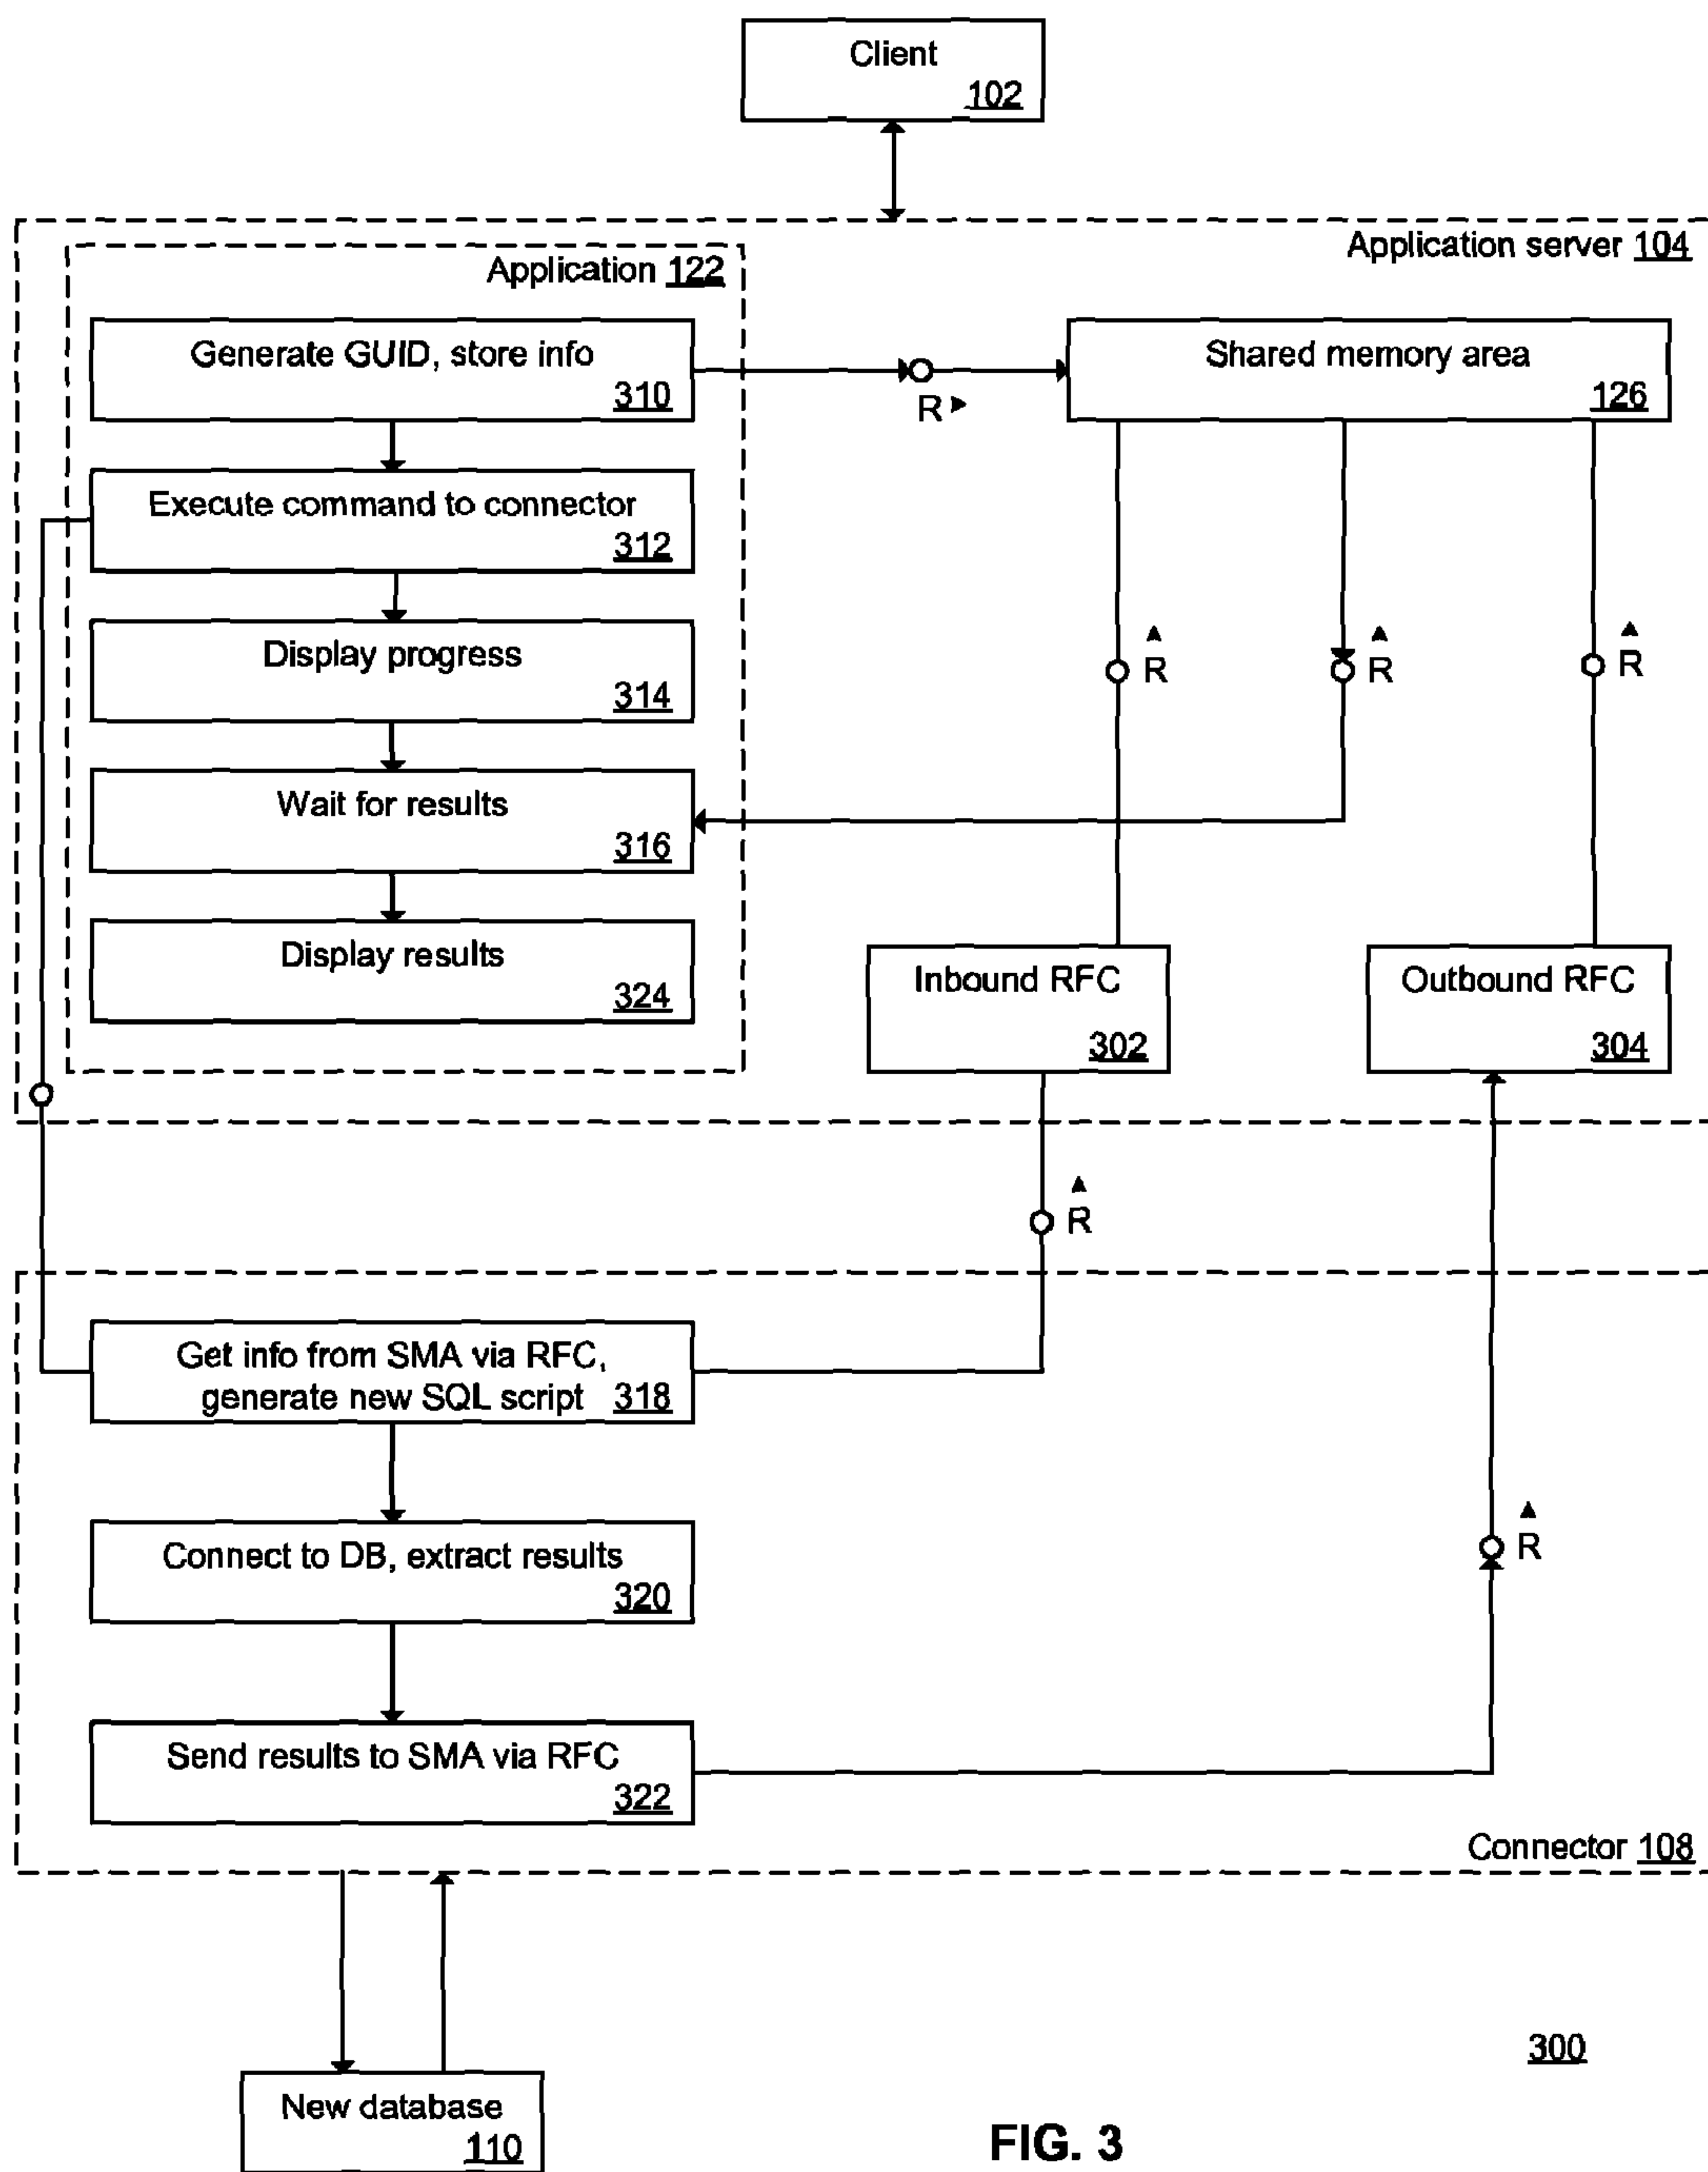 Client
102
Application server 104
Application 122
Generate GUID, store info
310
R
Shared memory area
126
Execute command to connector
312
Display progress
314
R
R
R
Wait for results
316
Display results
324
Inbound RFC
302
Outbound RFC
304
R
Get info from SMA via RFC,
generate new SQL script 318
Connect to DB, extract results
320
R
Send results to SMA via RFC
322
Connector 108
New database
110
300
FIG. 3